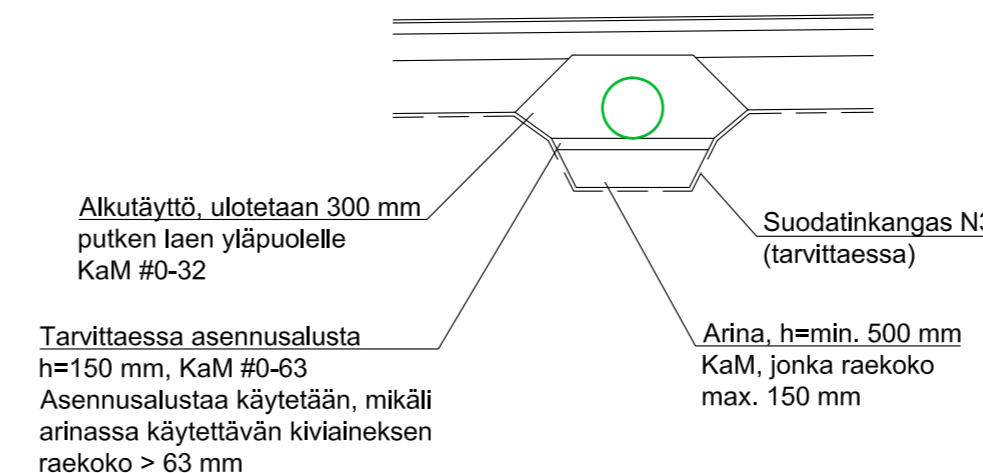 Alkutäyttö, ulotetaan 300 mm
putken laen yläpuolelle
KaM #0-32
Suodatinkangas N3
(tarvittaessa)
Tarvittaessa asennusalusta
h=150 mm, KaM #0-63
Asennusalustaa käytetään, mikäli
arinassa käytettävän kiviaineksen
raekoko > 63 mm
Arina, h=min. 500 mm
KaM, jonka raekoko
max. 150 mm